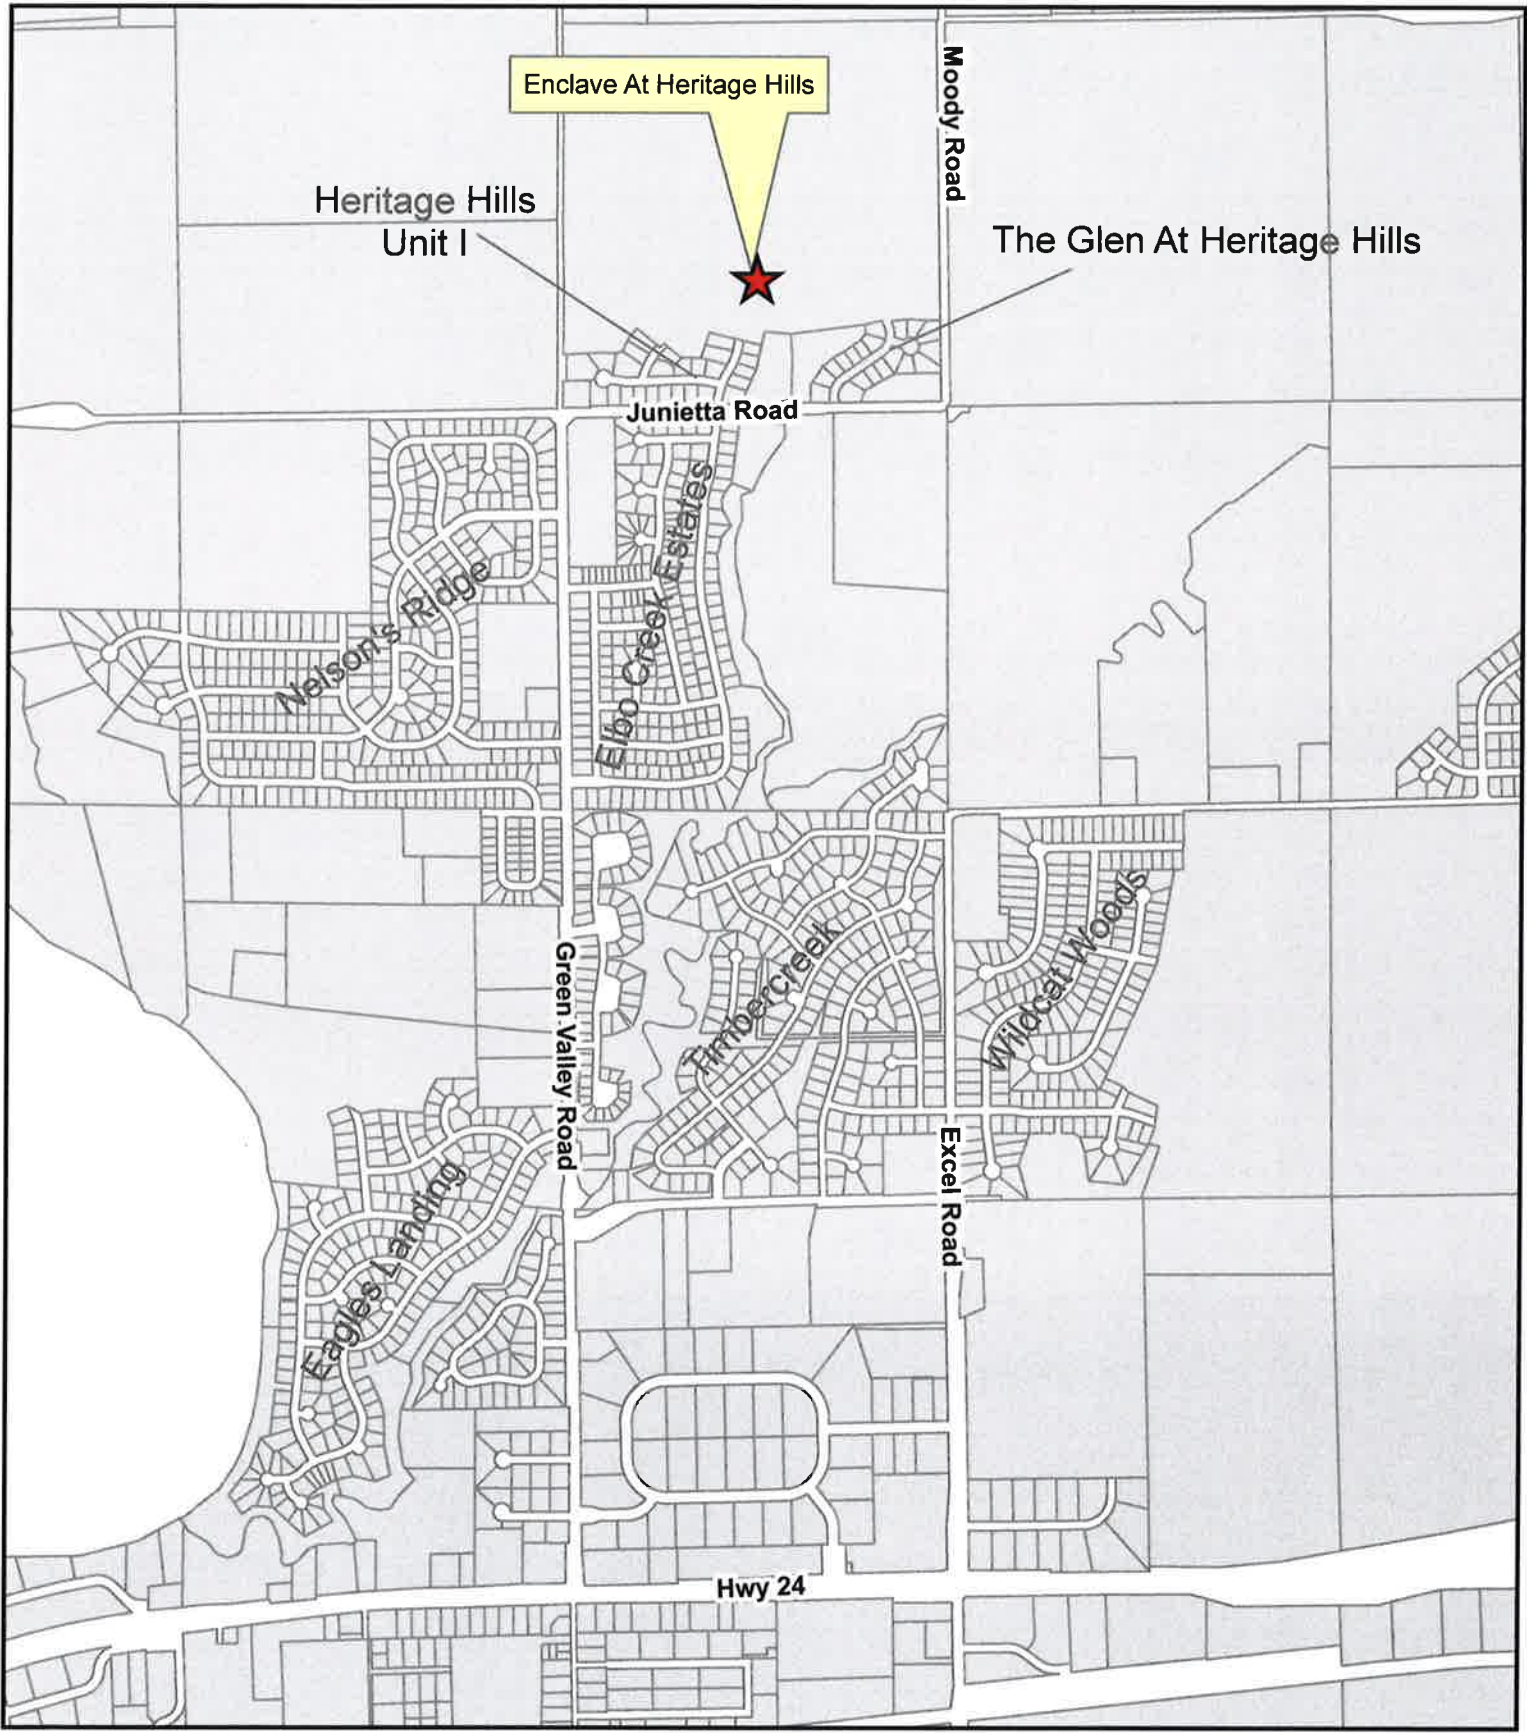 Enclave At Heritage Hills
Moody Road
Heritage Hills
Unit I
The Glen At Heritage Hills
Junietta Road
Nelson's Ridge
Elbo Creek Estates
Green Valley Road
Timbercreek
Wildcat Woods
Excel Road
Eagles Landing
Hwy 24